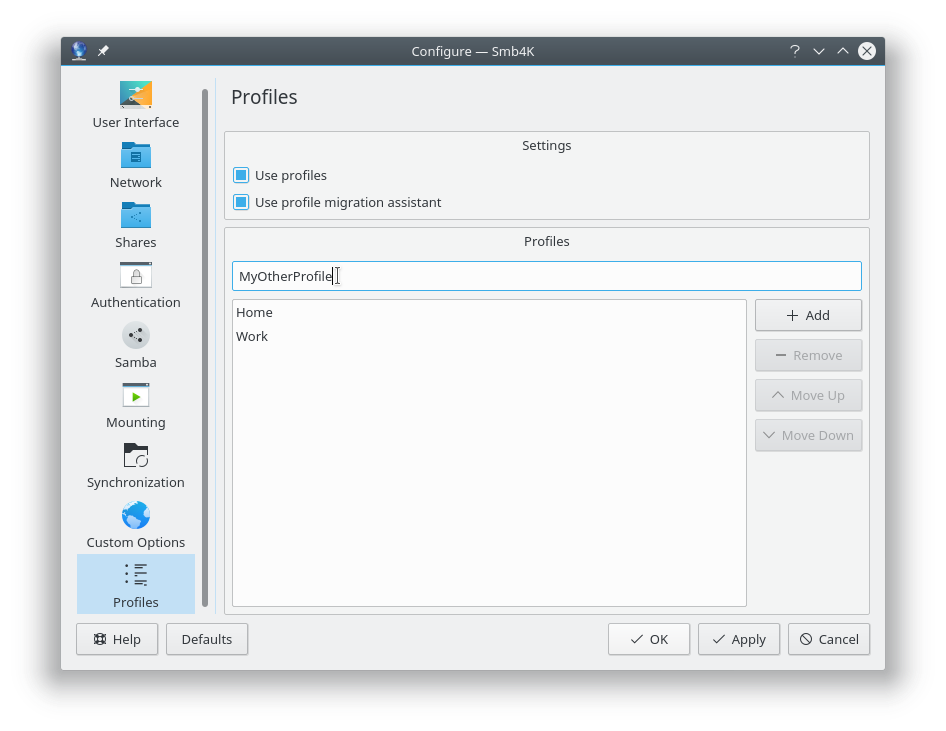 Configure — Smb4K
User Interface
Network
Shares
Authentication
Samba
Mounting
Synchronization
Custom Options
Profiles
Profiles
Settings
Use profiles
Use profile migration assistant
Profiles
MyOtherProfile
Home
Work
Add
Remove
Move Up
Move Down
Help
Defaults
OK
Apply
Cancel